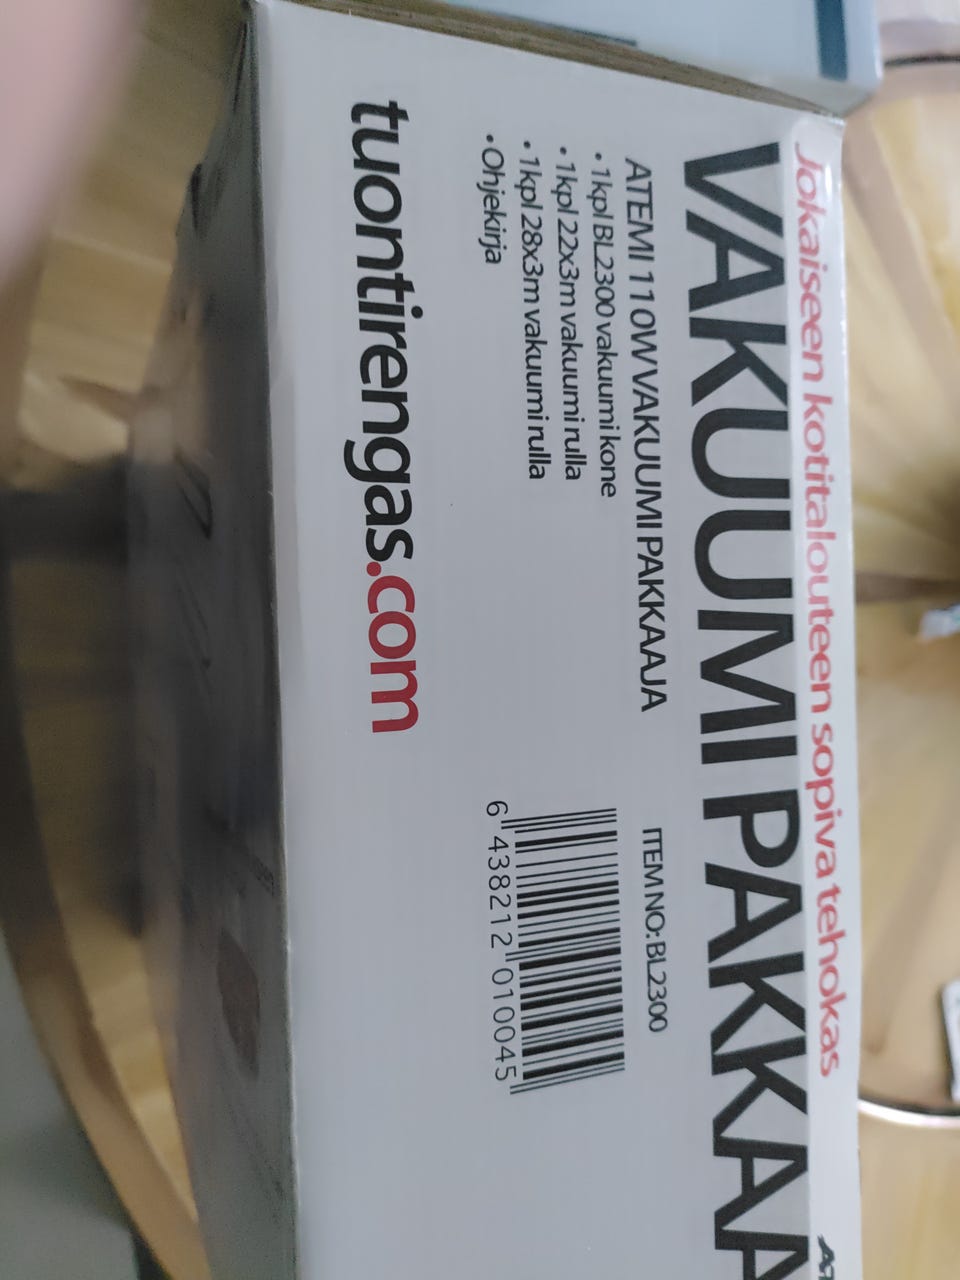 Jokaiseen kotitalouteen sopiva tehokas
VAKUUMI PAKKAA
ATEMI 110W VAKUUMI PAKKAAJA
• 1kpl BL2300 vakuumi kone
• 1kpl 22x3m vakuumi rulla
• 1kpl 28x3m vakuumi rulla
• Ohjekirja
ITEM NO: BL2300
6 438212 010045
tuontirengas.com